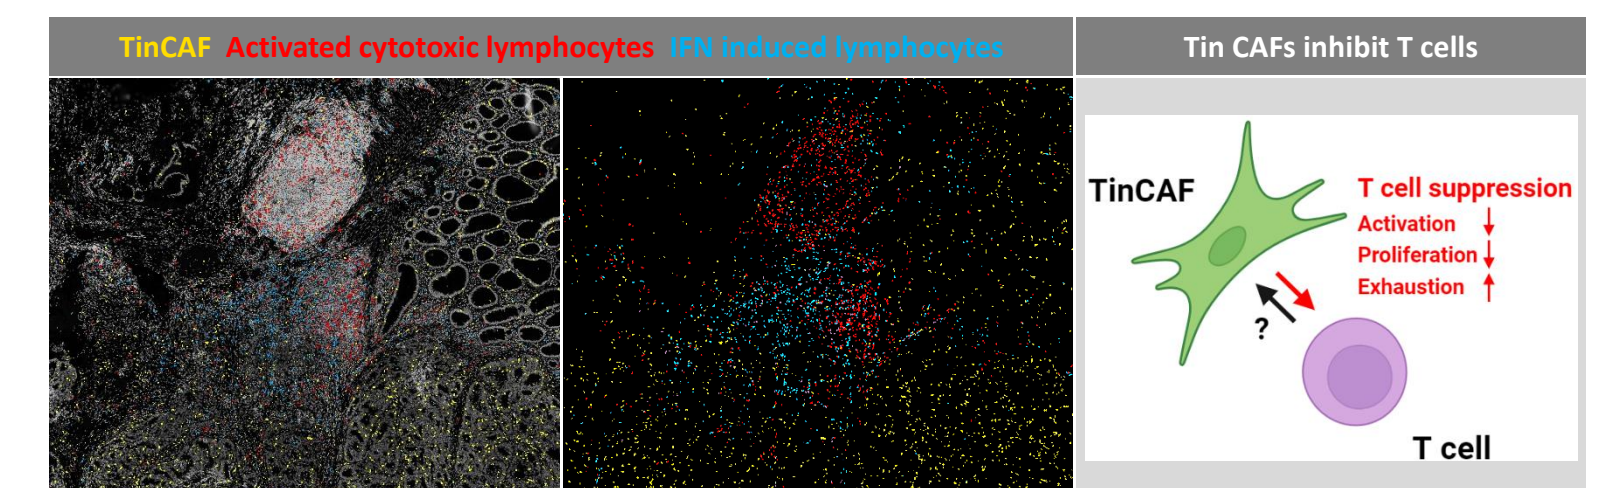 TinCAF Activated cytotoxic lymphocytes IFN induced lymphocytes
Tin CAFs inhibit T cells
TinCAF
T cell suppression
Activation ↓
Proliferation ↓
Exhaustion ↑
?
T cell